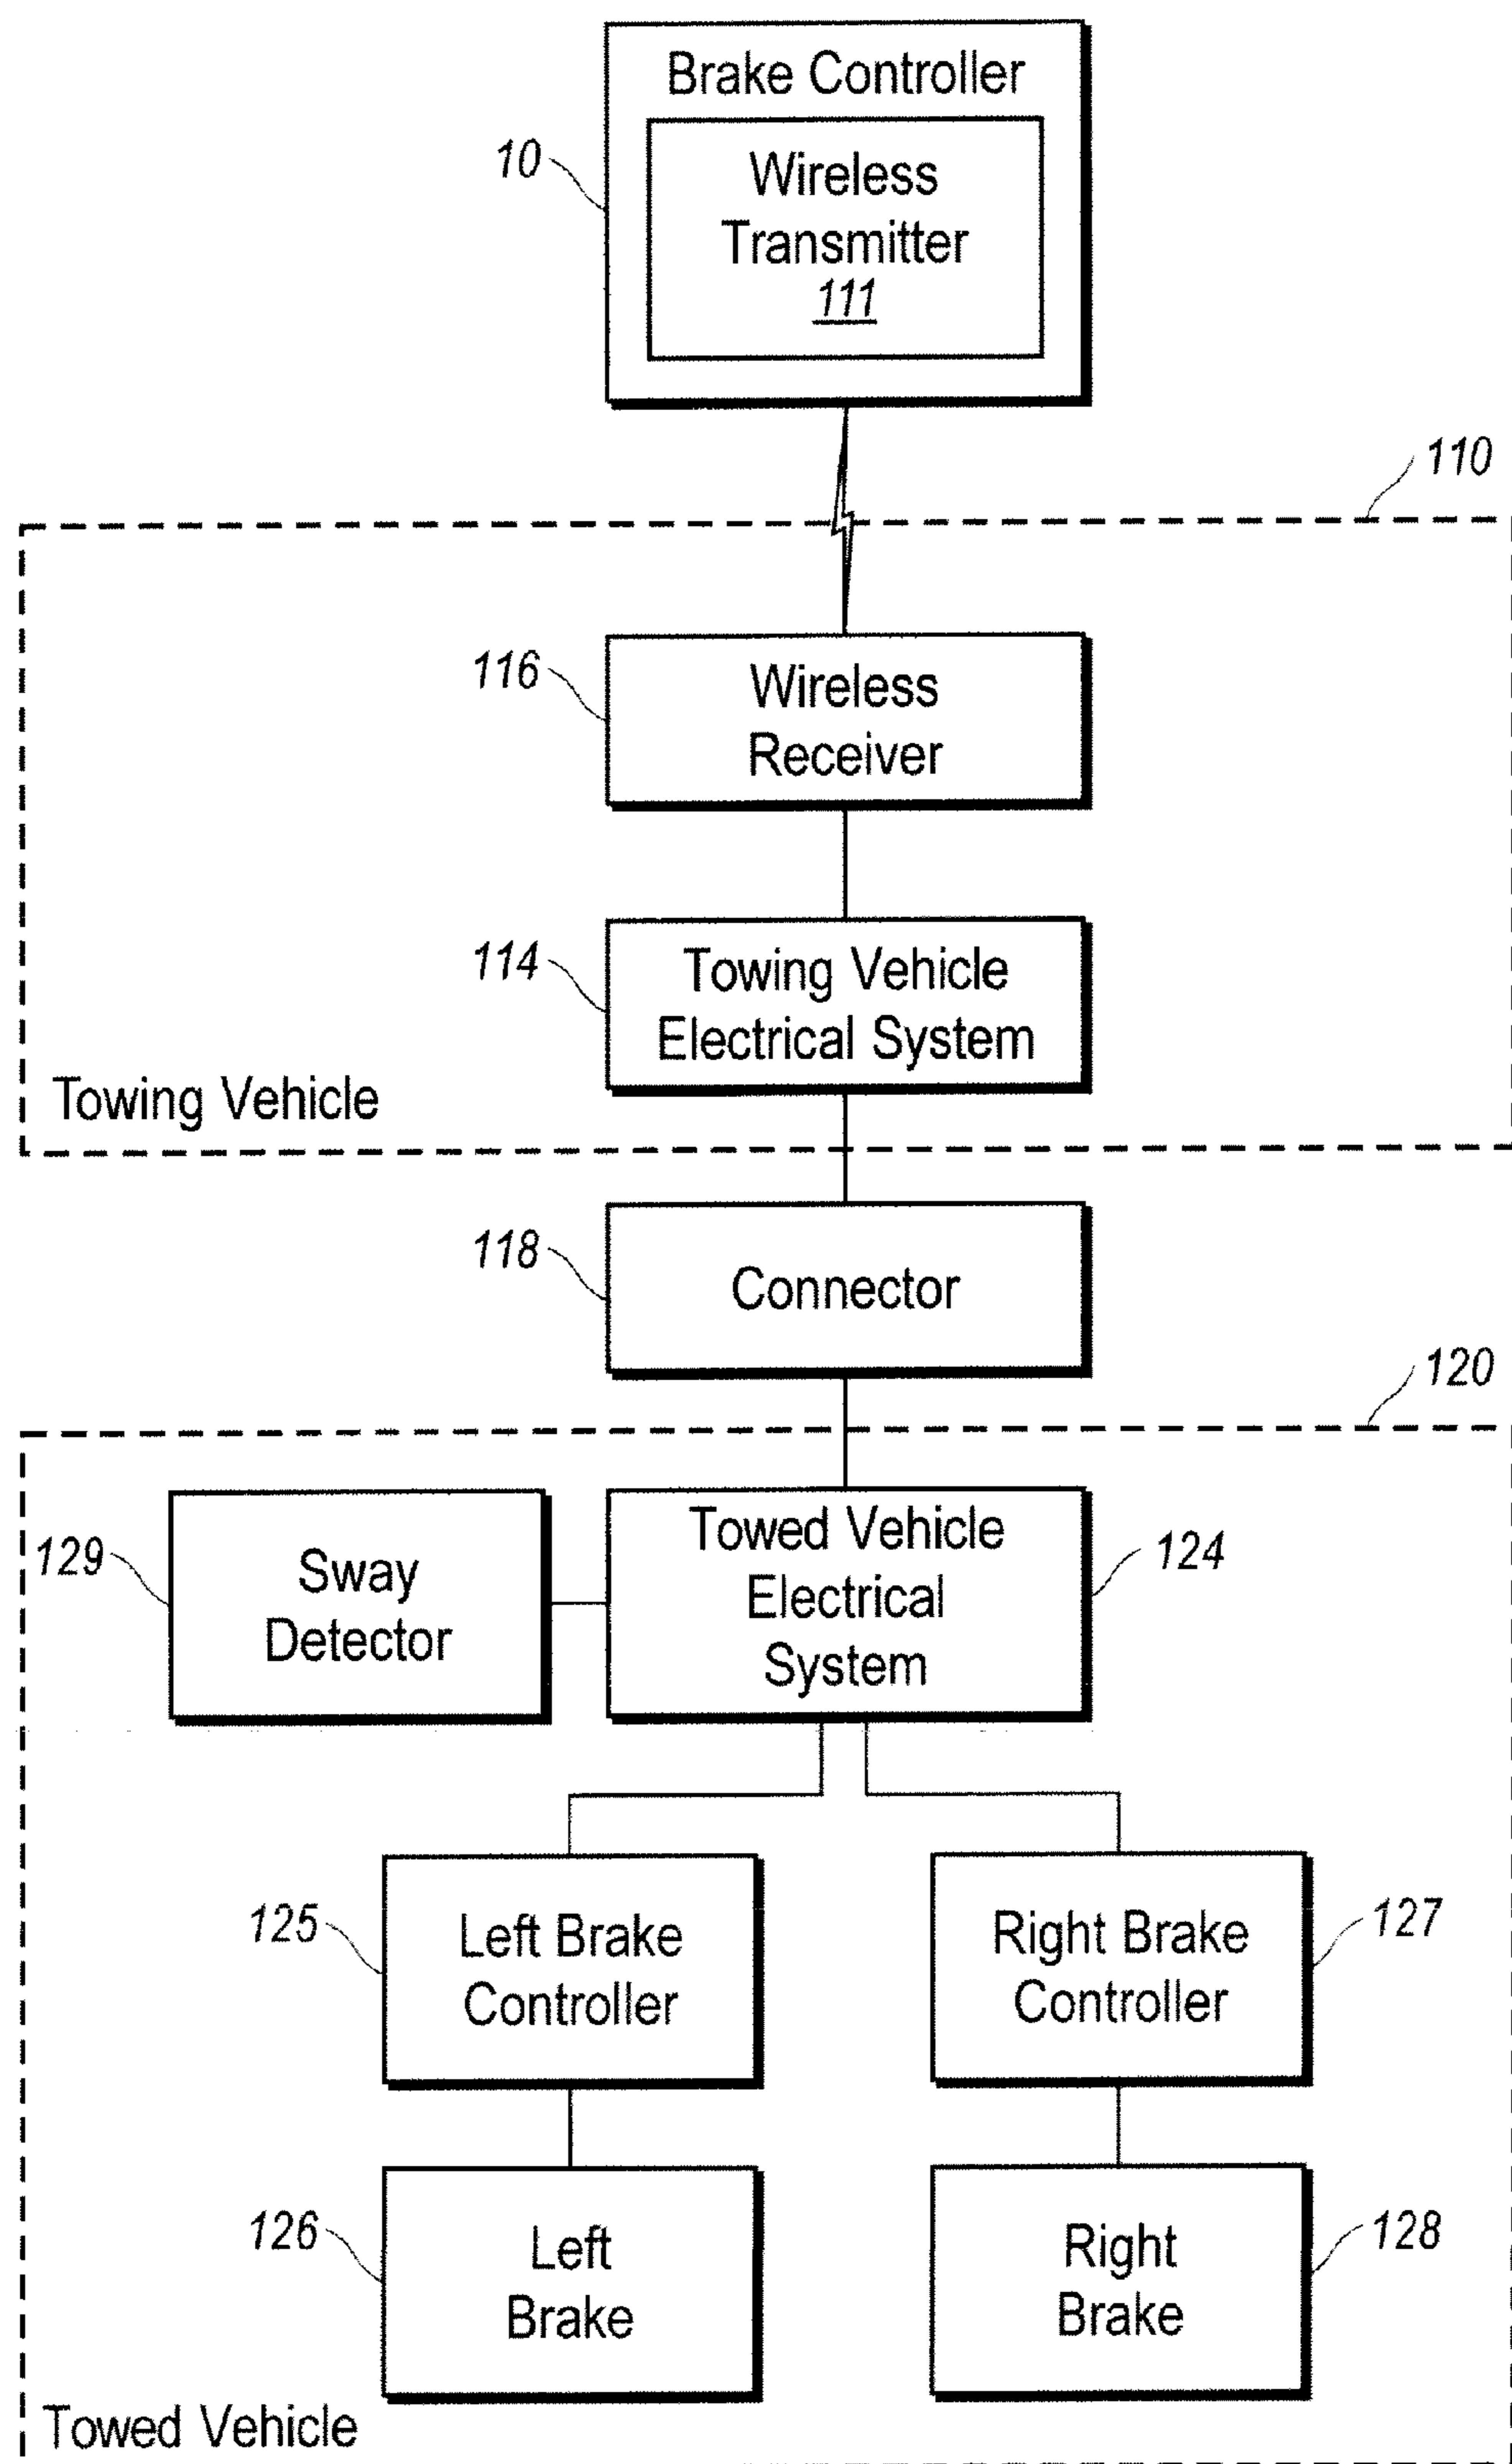 Brake Controller
10
Wireless
Transmitter
111
110
116
Wireless
Receiver
114
Towing Vehicle
Electrical System
Towing Vehicle
118
Connector
120
129
Sway
Detector
Towed Vehicle
Electrical
System
124
125
Left Brake
Controller
Right Brake
Controller
127
126
Left
Brake
Right
Brake
128
Towed Vehicle